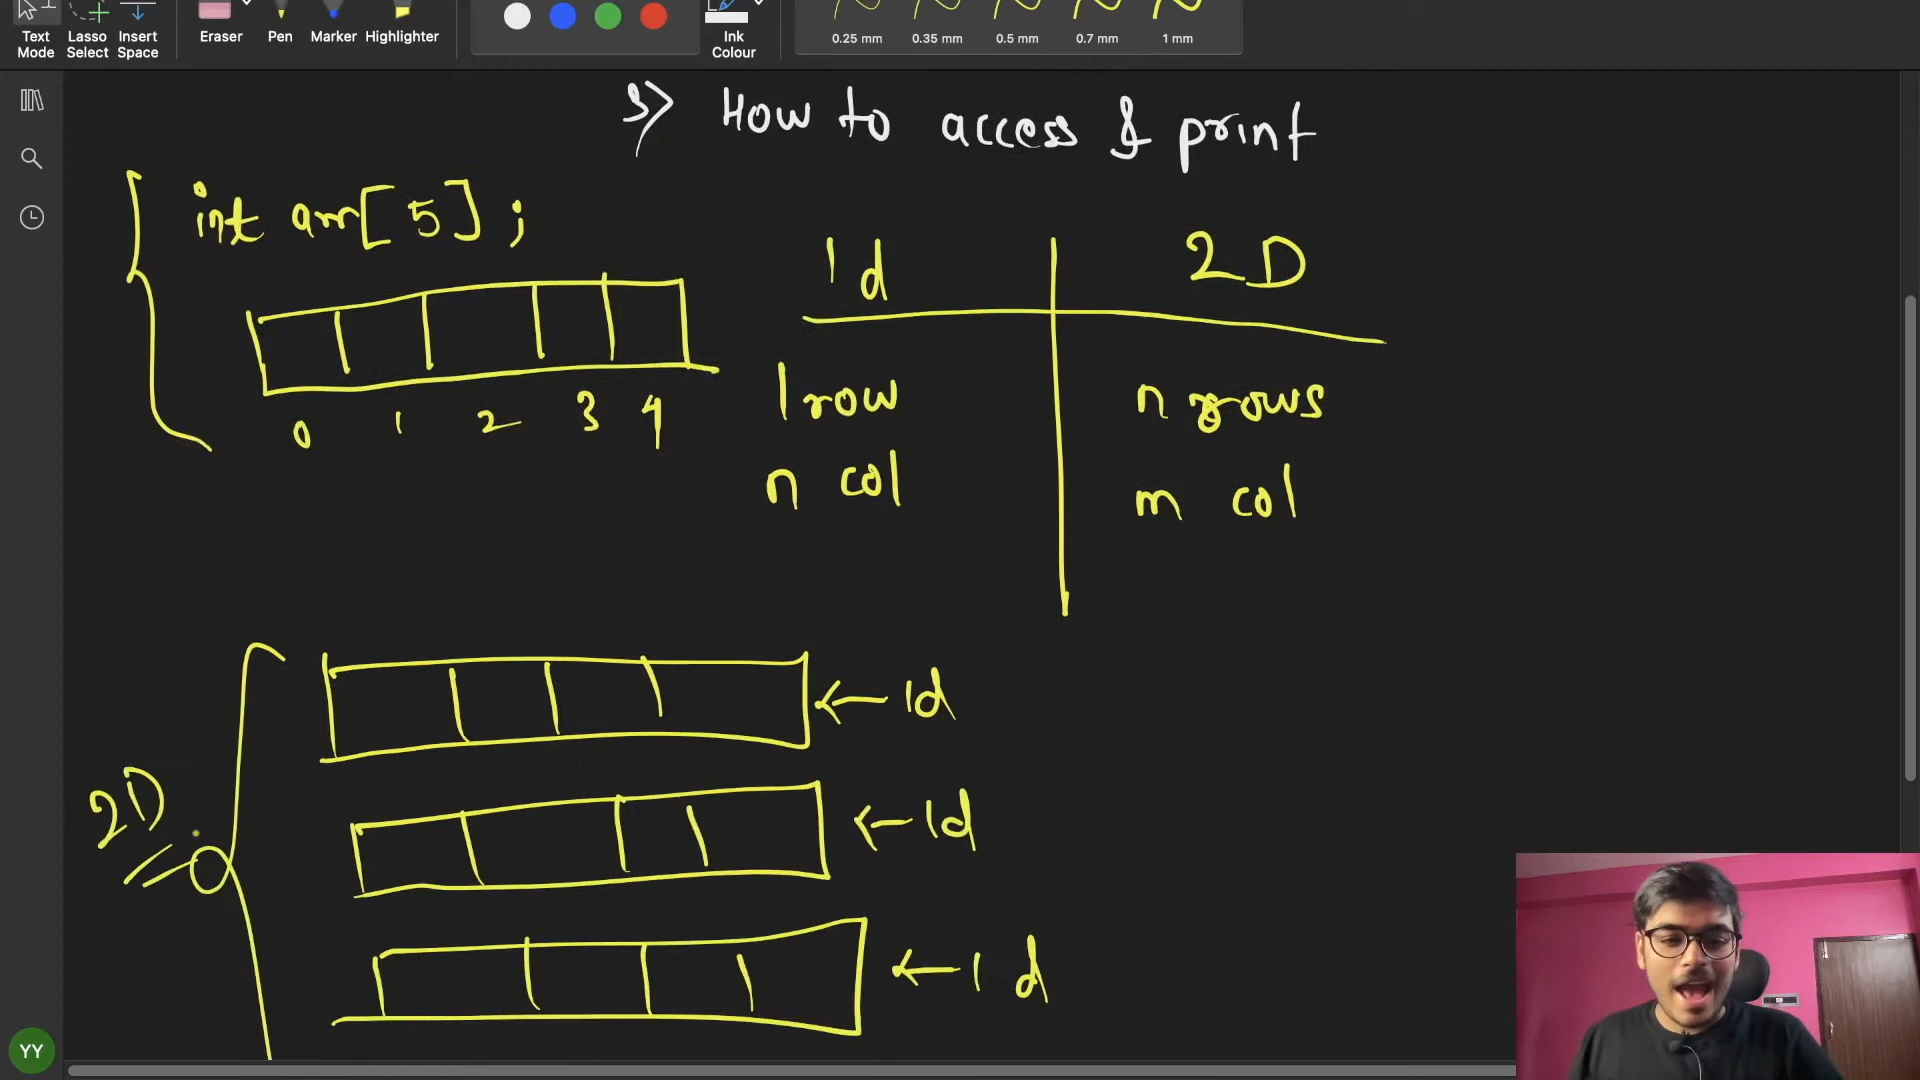 Text Mode
Lasso Select
Insert Space
Eraser
Pen
Marker
Highlighter
Ink Colour
0.25 mm
0.35 mm
0.5 mm
0.7 mm
1 mm
3) How to access & print
int arr[5];
0 1 2 3 4
1d 2D
1 row n rows
n col m col
← 1d
2D
← 1d
← 1 d
YY